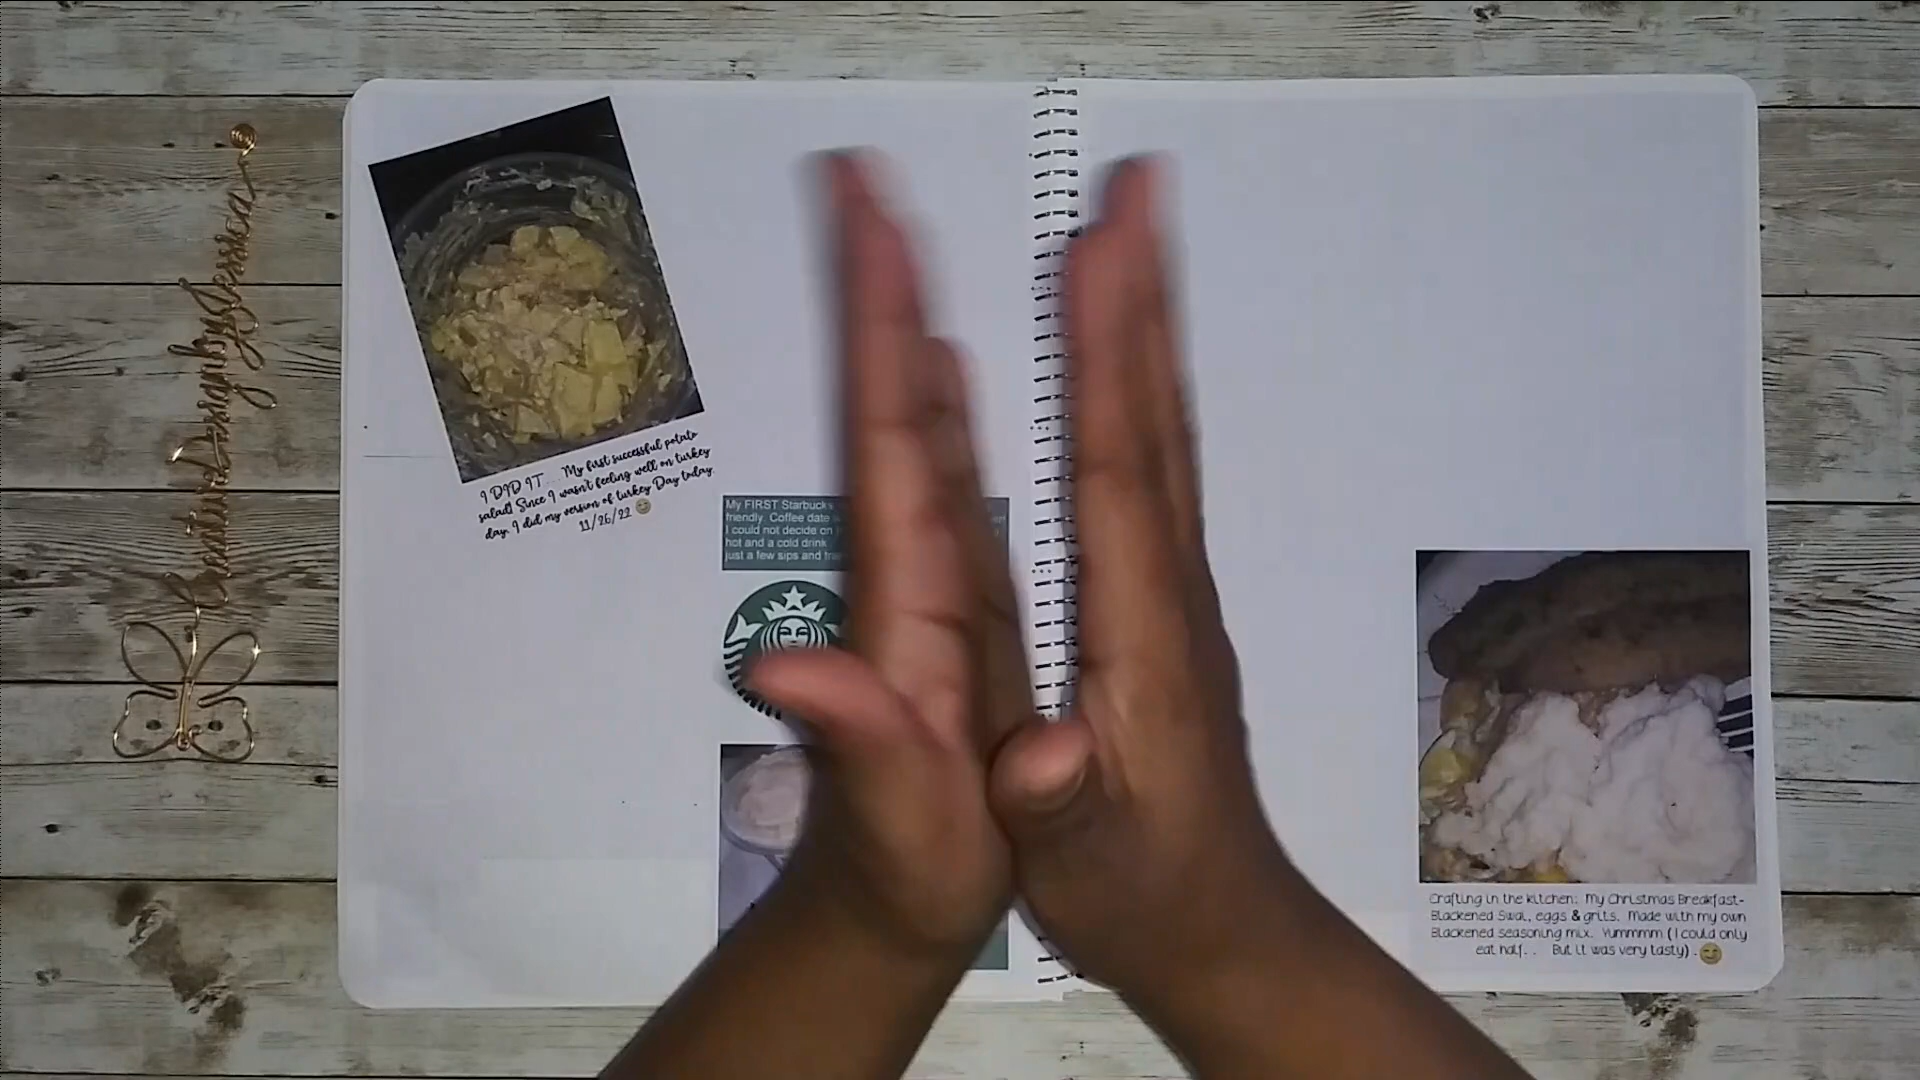 CreativeDesignbyJessica
I DID IT... My first successful potato
salad! Since I wasn't feeling well on turkey
day. I did my version of turkey Day today.
11/26/22
My FIRST Starbucks
friendly. Coffee date
I could not decide on
hot and a cold drink
just a few sips and
Crafting in the kitchen: My Christmas Breakfast-
Blackened Swai, eggs & grits. Made with my own
Blackened seasoning mix. Yummmm (I could only
eat half. . But it was very tasty) .